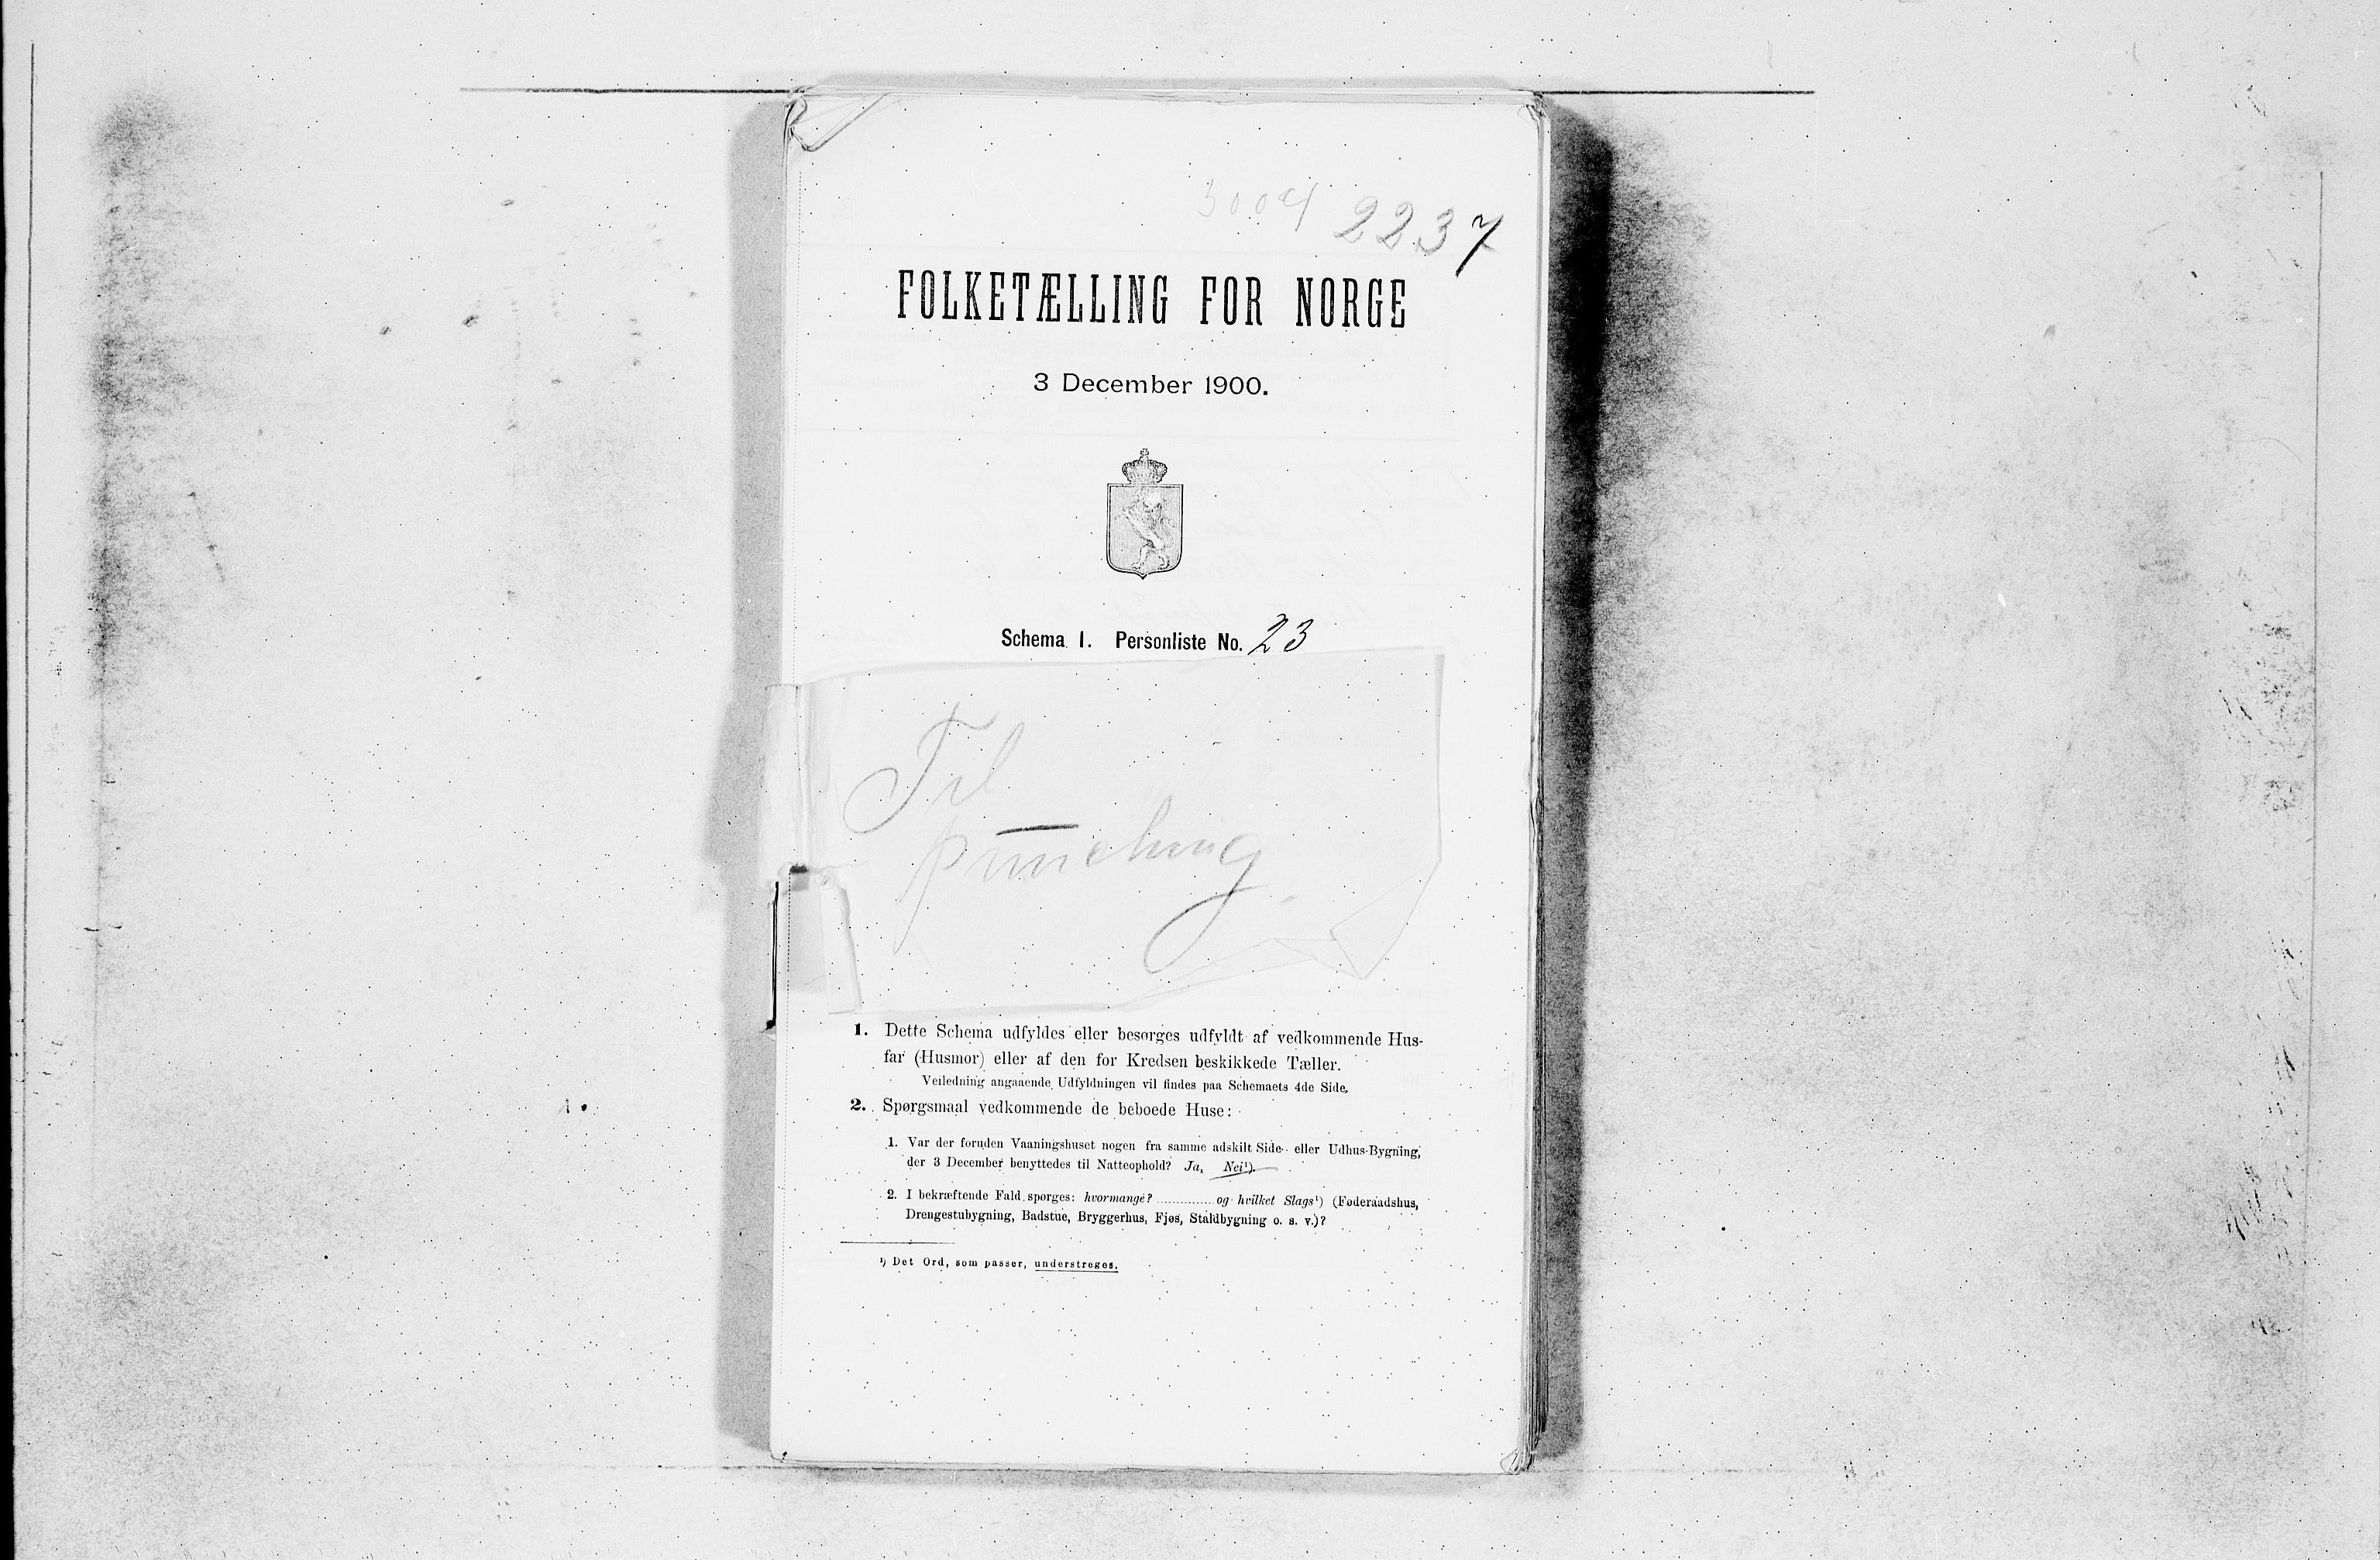 3004
2237
FOLKETÆLLING FOR NORGE
3 December 1900.
Schema I. Personliste No. 23
Til
punching
1. Dette Schema udfyldes eller besørges udfyldt af vedkommende Hus-
far (Husmor) eller af den for Kredsen beskikkede Tæller.
Veiledning angaaende Udfyldningen vil findes paa Schemaets 4de Side.
2. Spørgsmaal vedkommende de beboede Huse:
1. Var der foruden Vaaningshuset nogen fra samme adskilt Side- eller Udhus-Bygning,
der 3 December benyttedes til Natteophold? Ja, Nei¹).
2. I bekræftende Fald spørges: hvormange? ............ og hvilket Slags¹) (Føderaadshus,
Drengestubygning, Badstue, Bryggerhus, Fjøs, Staldbygning o. s. v.)?
¹) Det Ord, som passer, understreges.